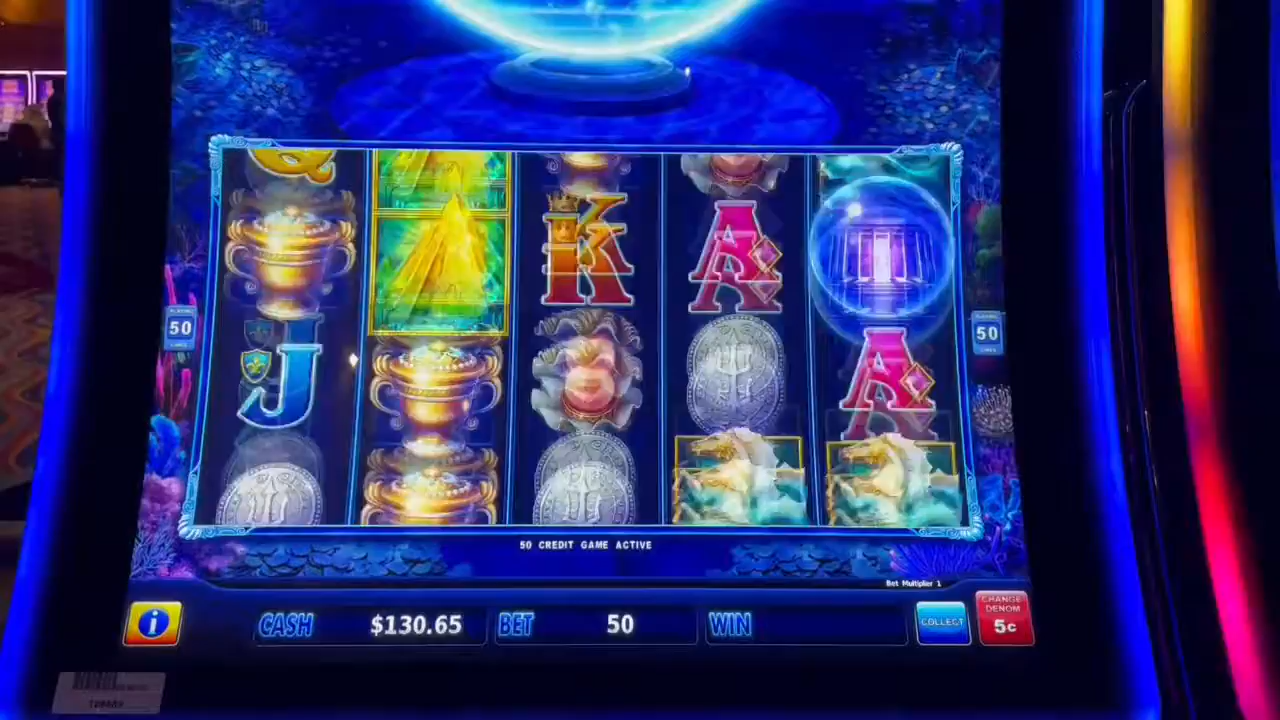 Q
K
A
50
50
J
A
50 CREDIT GAME ACTIVE
Bet Multiplier 1
CASH $130.65 BET 50 WIN
COLLECT
CHANGE
DENOM
5c
i